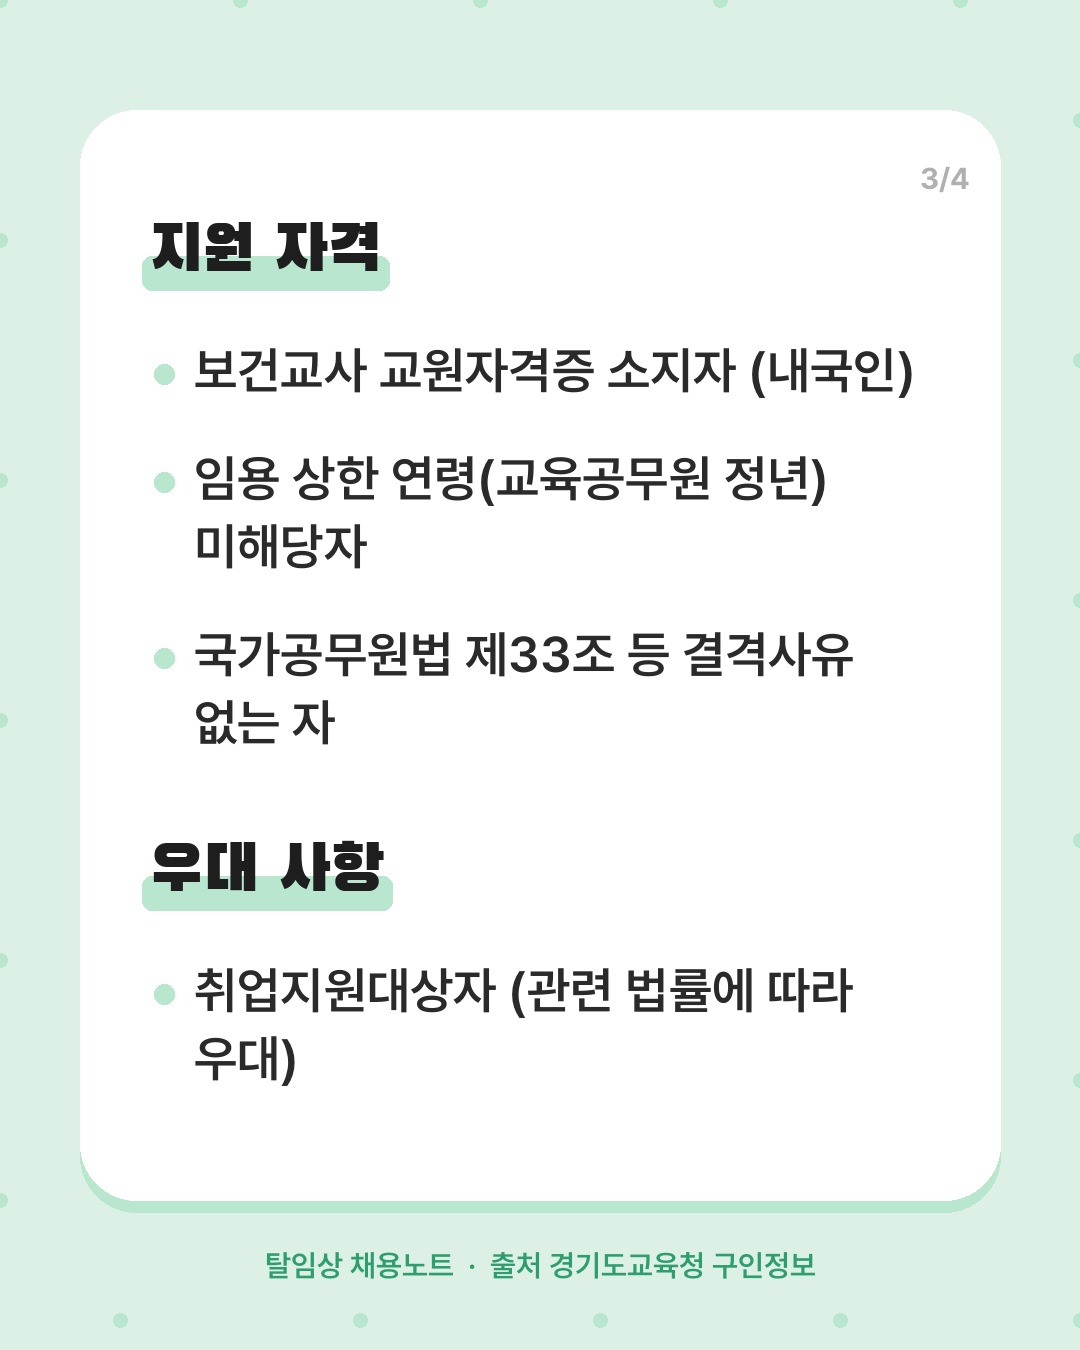 3/4
지원 자격
보건교사 교원자격증 소지자 (내국인)
임용 상한 연령(교육공무원 정년)
미해당자
국가공무원법 제33조 등 결격사유
없는 자
우대 사항
취업지원대상자 (관련 법률에 따라
우대)
탈임상 채용노트 · 출처 경기도교육청 구인정보